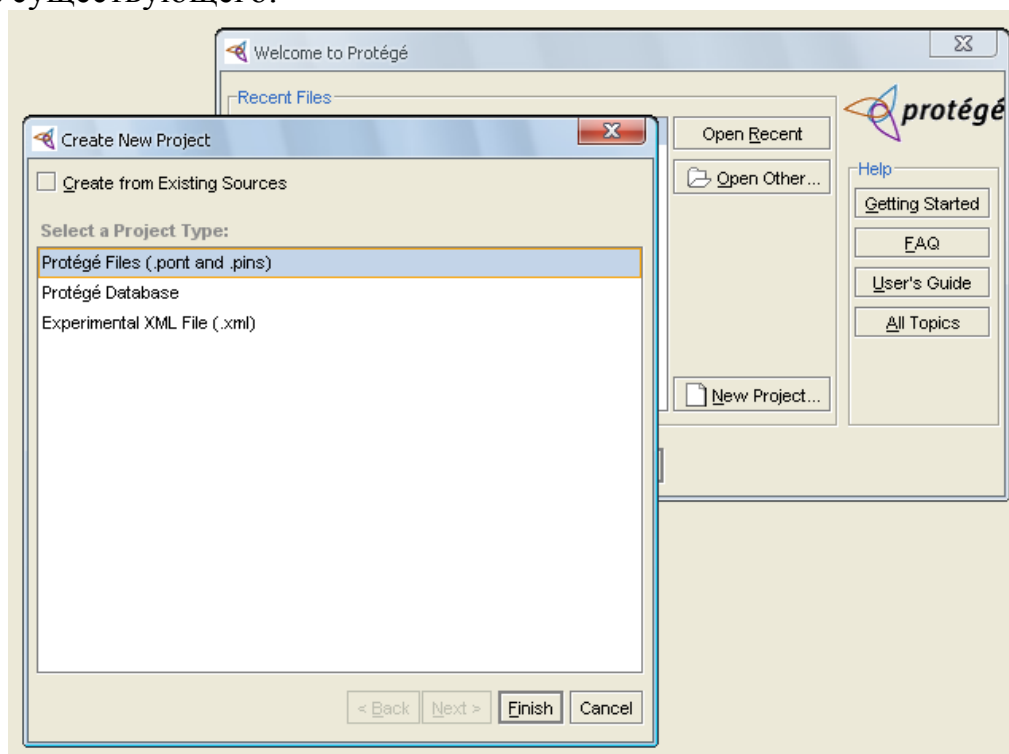 существующего.
Welcome to Protégé
Recent Files
protégé
Create New Project
Open Recent
Create from Existing Sources
Open Other...
Help
Getting Started
Select a Project Type:
FAQ
Protégé Files (.pont and .pins)
User's Guide
Protégé Database
All Topics
Experimental XML File (.xml)
New Project...
< Back
Next >
Finish
Cancel